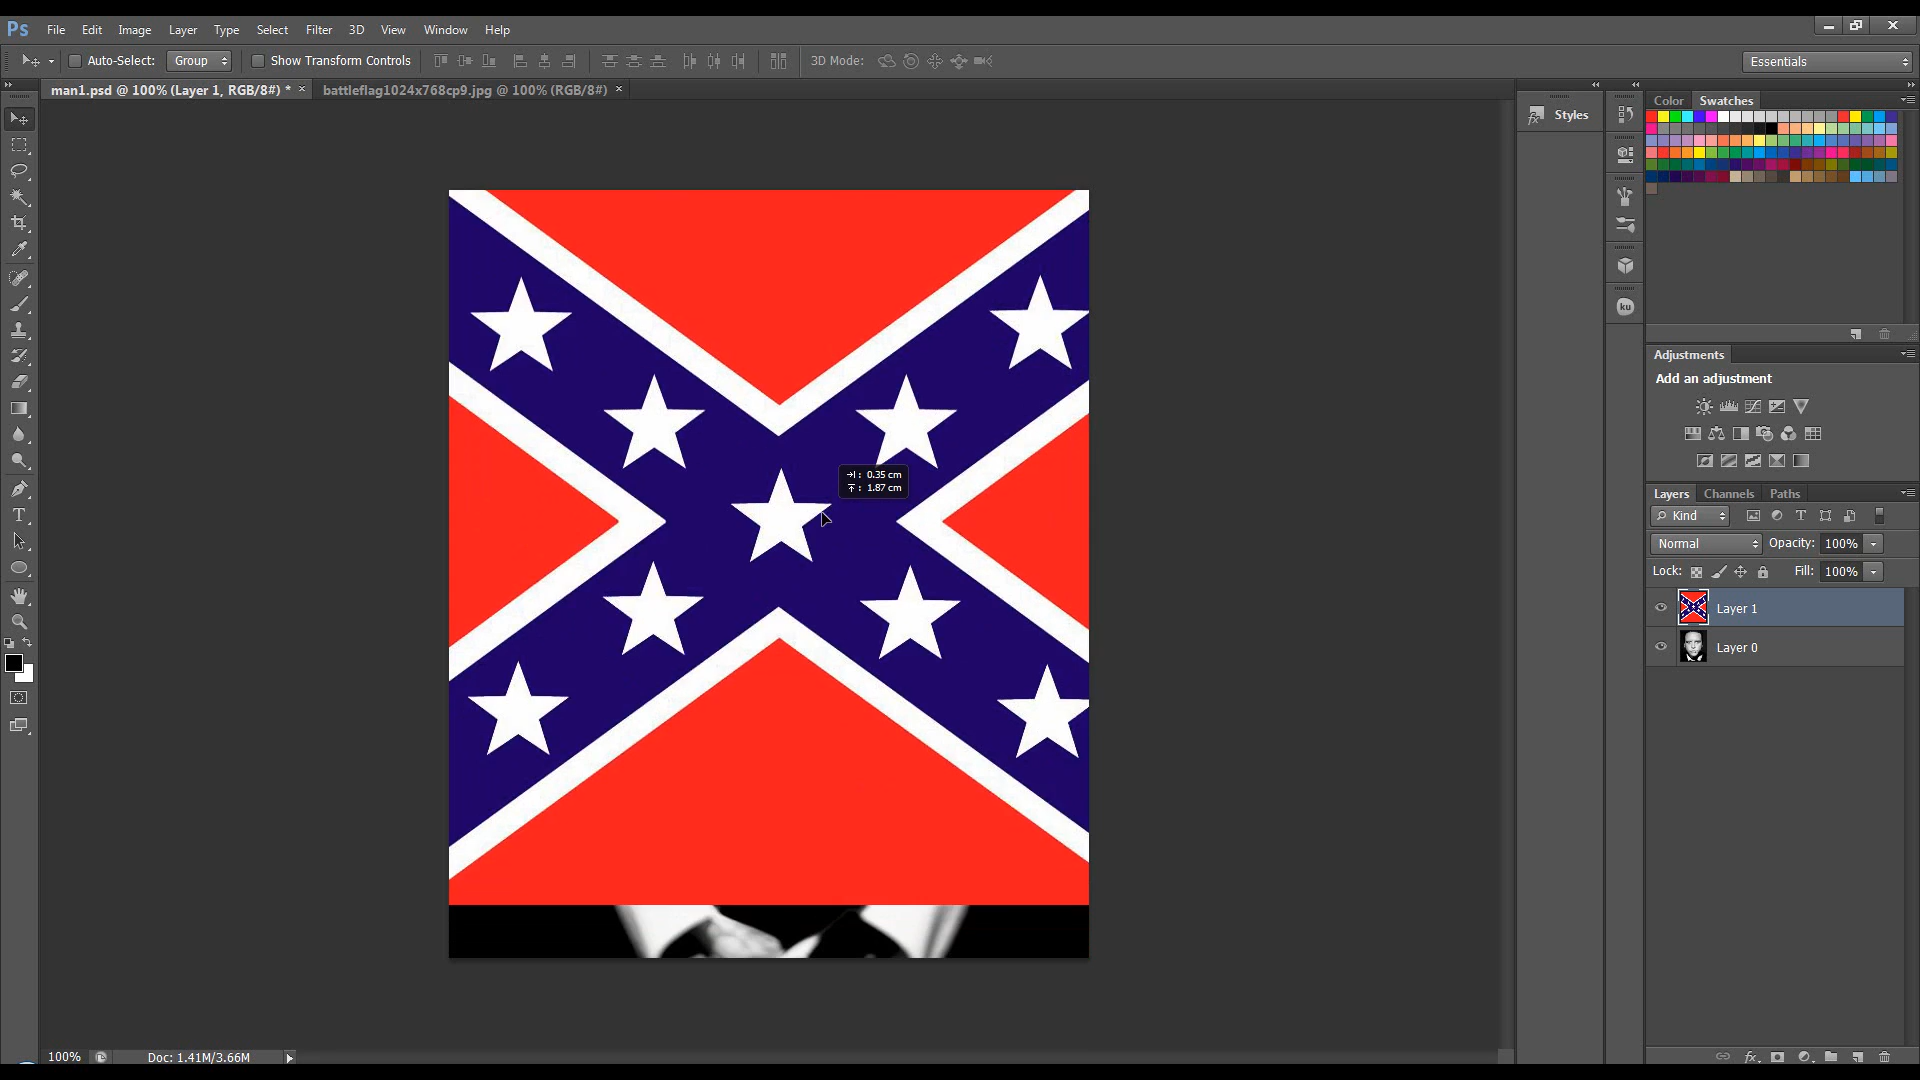 Ps File Edit Image Layer Type Select Filter 3D View Window Help
Auto-Select: Group Show Transform Controls 3D Mode: Essentials
man1.psd @ 100% (Layer 1, RGB/8#) * × battleflag1024x768cp9.jpg @ 100% (RGB/8#) ×
Styles
Color Swatches
ku
Adjustments
Add an adjustment
: 0.35 cm
: 1.87 cm
Layers Channels Paths
Kind
T
Normal Opacity: 100%
Lock: Fill: 100%
Layer 1
Layer 0
100% Doc: 1.41M/3.66M
fx